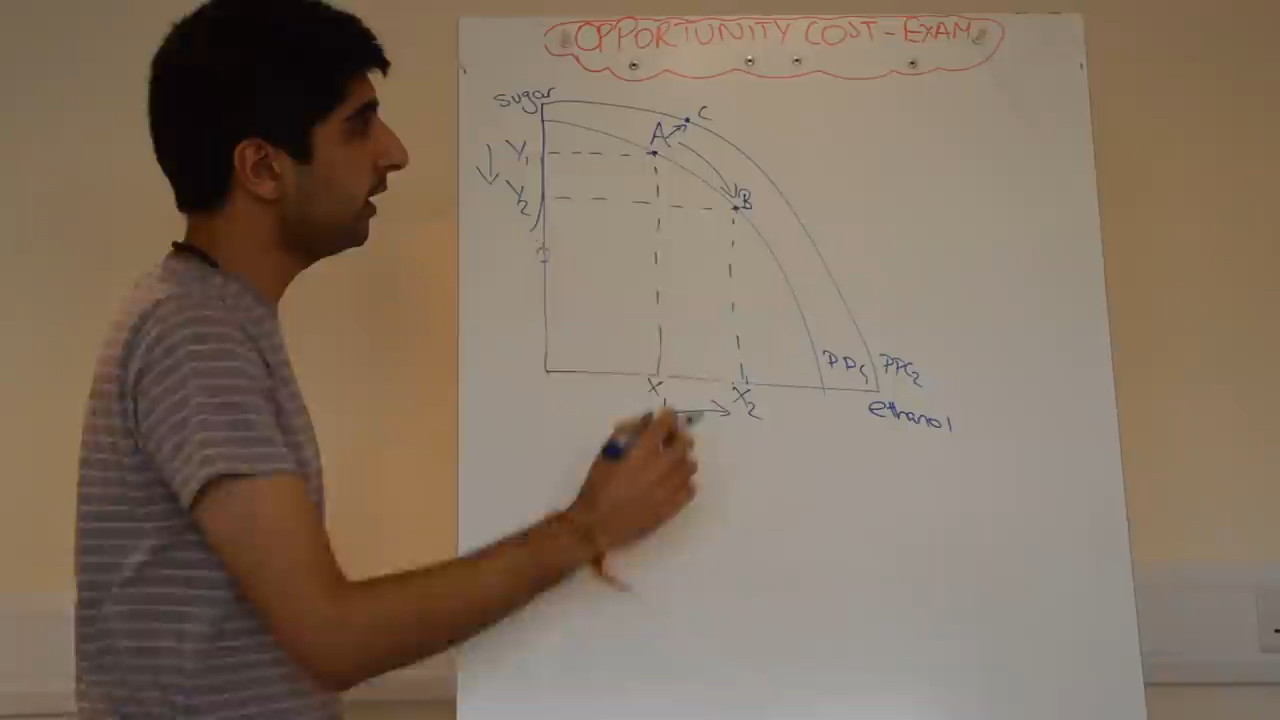 OPPORTUNITY COST - EXAM
sugar
C
A
Y1
Y2
B
PPC1
PPC2
X1
X2
ethanol